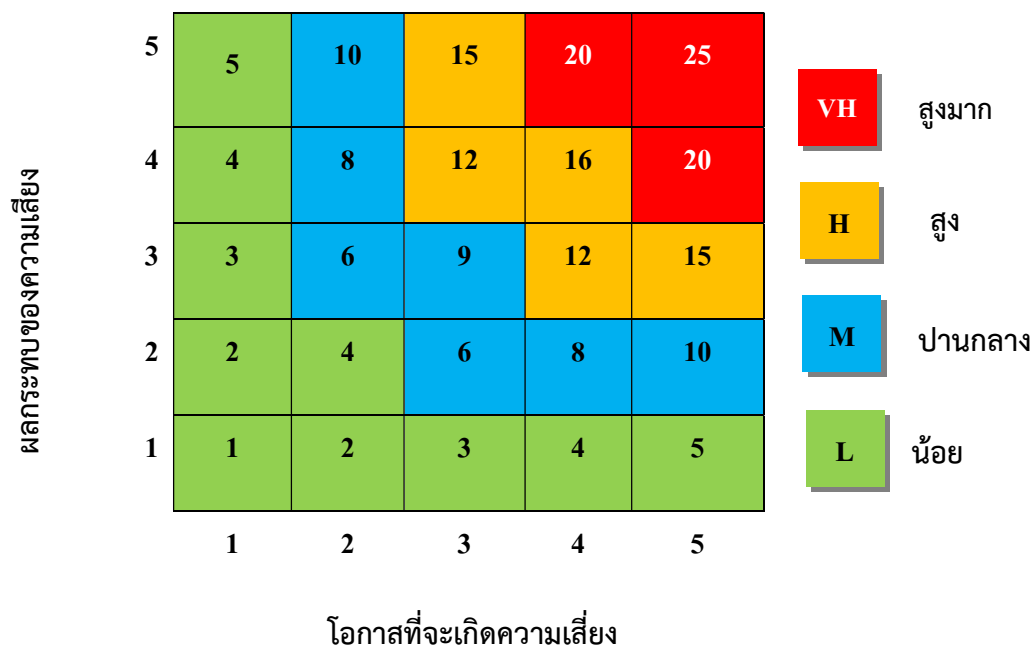 ผลกระทบของความเสี่ยง
5 5 10 15 20 25
4 4 8 12 16 20
3 3 6 9 12 15
2 2 4 6 8 10
1 1 2 3 4 5
1 2 3 4 5
โอกาสที่จะเกิดความเสี่ยง
VH สูงมาก
H สูง
M ปานกลาง
L น้อย